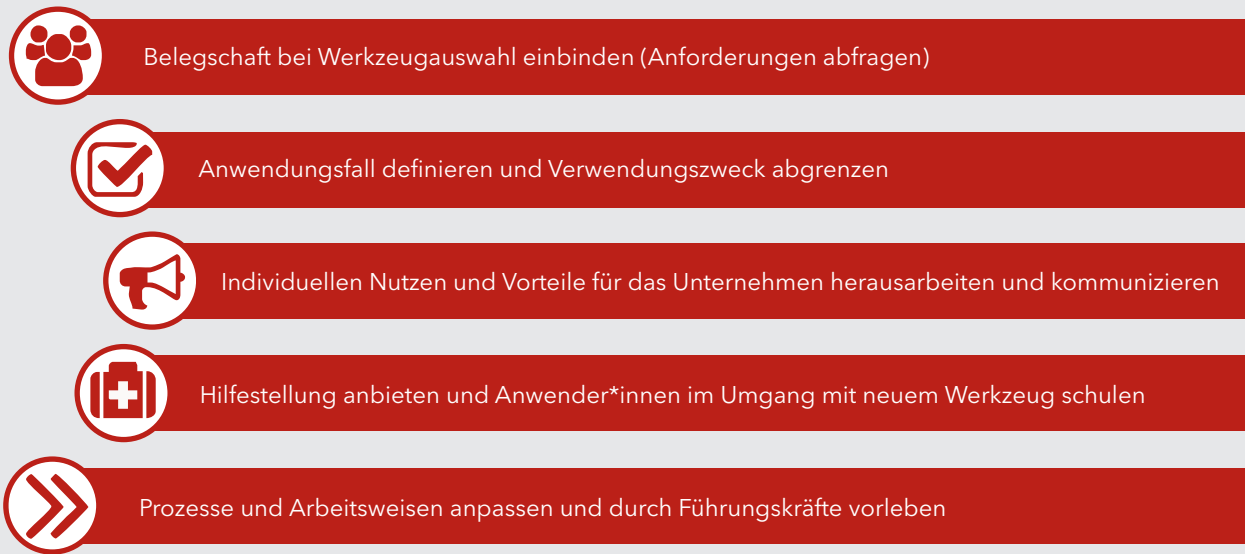 Belegschaft bei Werkzeugauswahl einbinden (Anforderungen abfragen)
Anwendungsfall definieren und Verwendungszweck abgrenzen
Individuellen Nutzen und Vorteile für das Unternehmen herausarbeiten und kommunizieren
Hilfestellung anbieten und Anwender*innen im Umgang mit neuem Werkzeug schulen
Prozesse und Arbeitsweisen anpassen und durch Führungskräfte vorleben